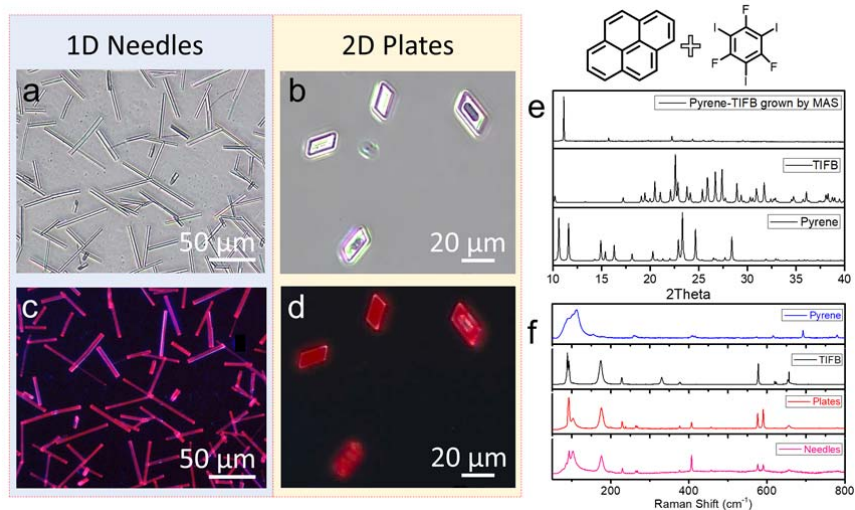 1D Needles
2D Plates
a
50 μm
b
20 μm
c
50 μm
d
20 μm
F
F
I
I
F
I
e
Pyrene-TIFB grown by MAS
TIFB
Pyrene
10 15 20 25 30 35 40
2Theta
f
Pyrene
TIFB
Plates
Needles
200 400 600 800
Raman Shift (cm⁻¹)